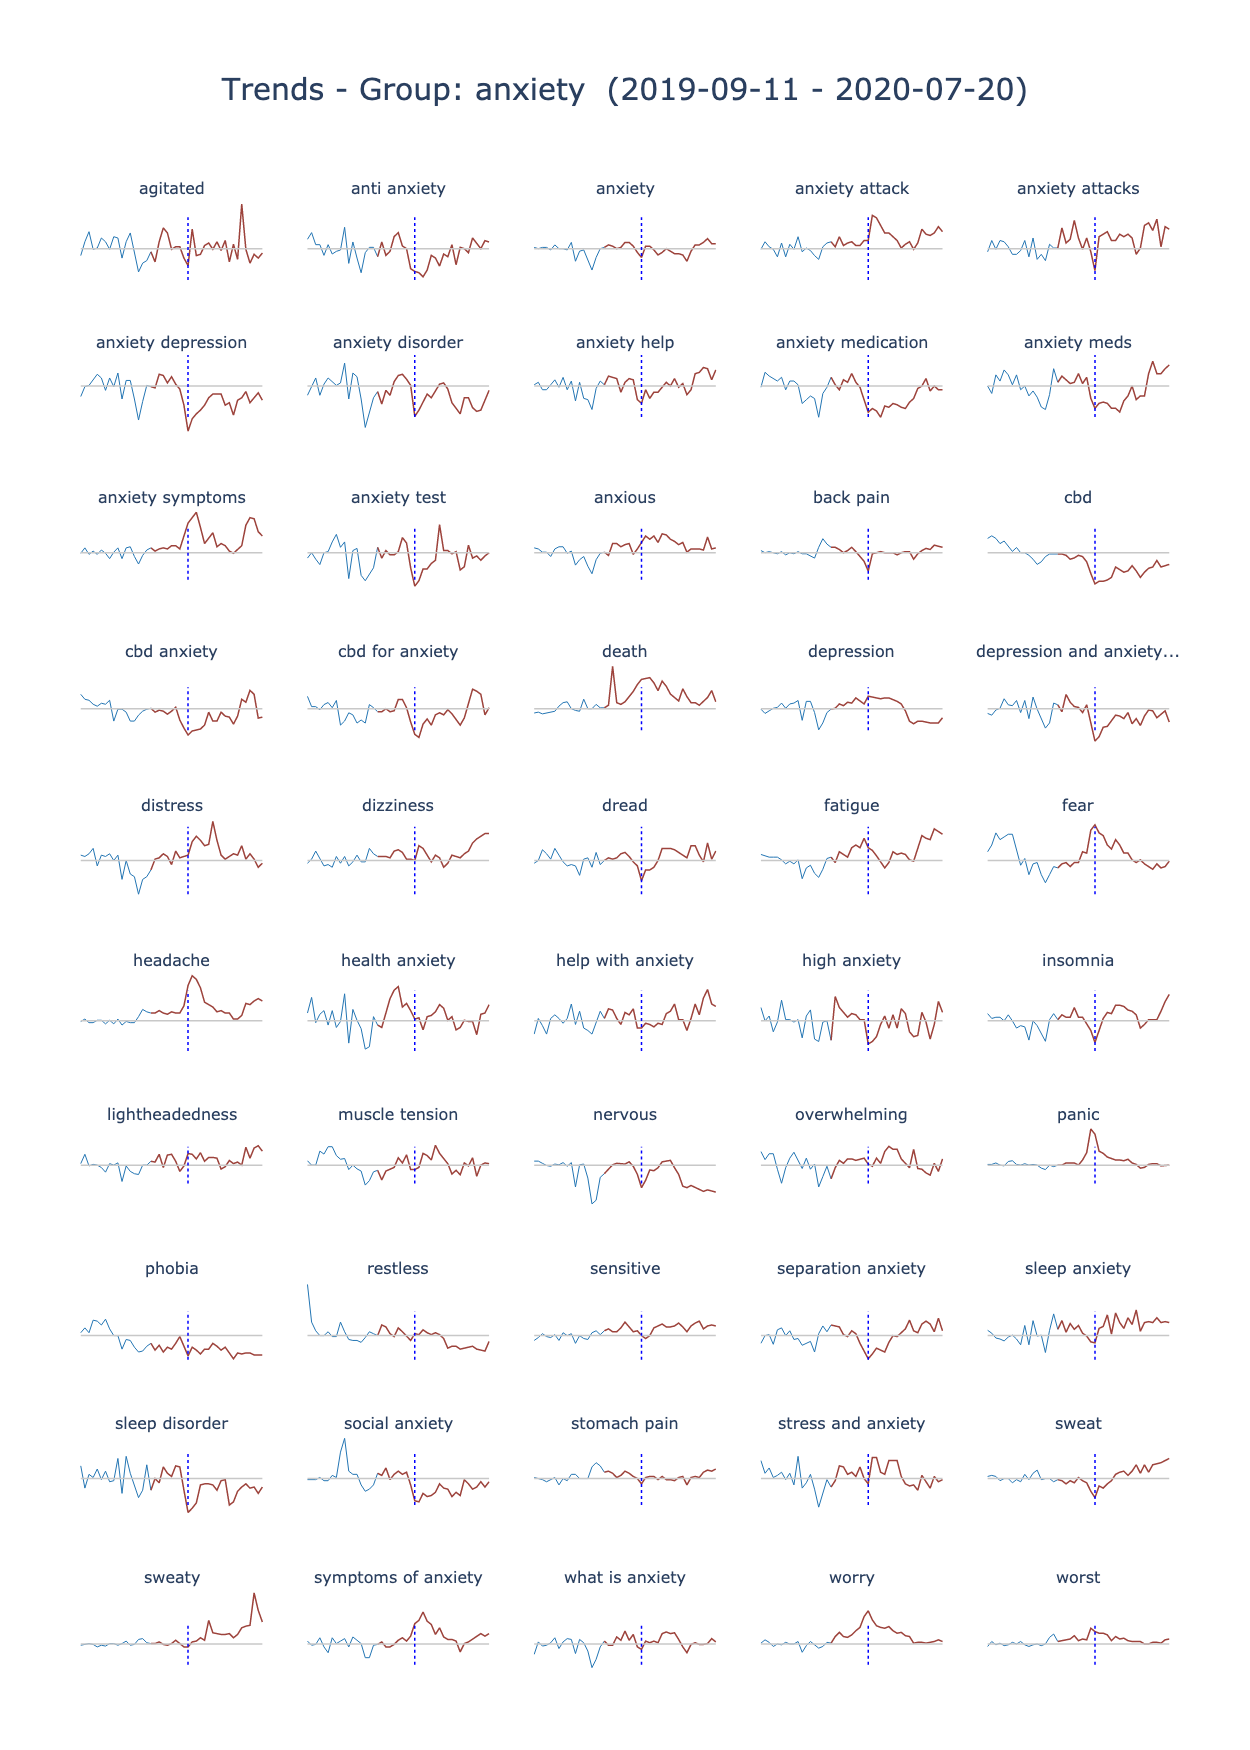 Trends - Group: anxiety (2019-09-11 - 2020-07-20)
agitated
anti anxiety
anxiety
anxiety attack
anxiety attacks
anxiety depression
anxiety disorder
anxiety help
anxiety medication
anxiety meds
anxiety symptoms
anxiety test
anxious
back pain
cbd
cbd anxiety
cbd for anxiety
death
depression
depression and anxiety...
distress
dizziness
dread
fatigue
fear
headache
health anxiety
help with anxiety
high anxiety
insomnia
lightheadedness
muscle tension
nervous
overwhelming
panic
phobia
restless
sensitive
separation anxiety
sleep anxiety
sleep disorder
social anxiety
stomach pain
stress and anxiety
sweat
sweaty
symptoms of anxiety
what is anxiety
worry
worst